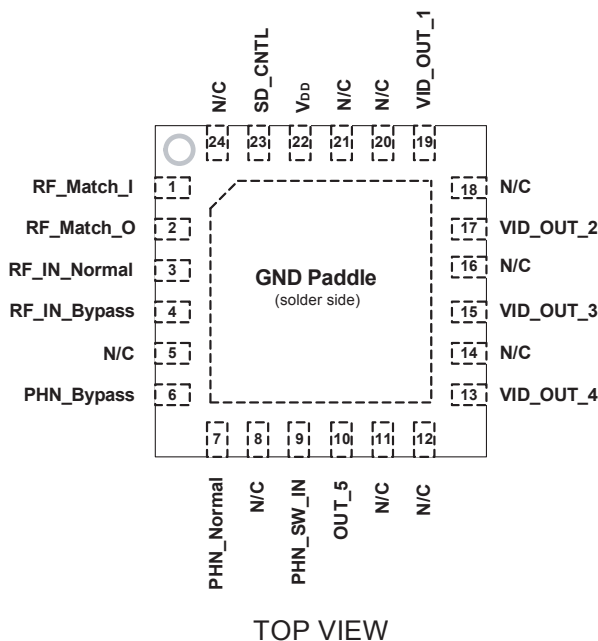 N/C
SD_CNTL
VDD
N/C
N/C
VID_OUT_1
24
23
22
21
20
19
RF_Match_I
1
RF_Match_O
2
RF_IN_Normal
3
RF_IN_Bypass
4
N/C
5
PHN_Bypass
6
GND Paddle
(solder side)
18 N/C
17 VID_OUT_2
16 N/C
15 VID_OUT_3
14 N/C
13 VID_OUT_4
7
8
9
10
11
12
PHN_Normal
N/C
PHN_SW_IN
OUT_5
N/C
N/C
TOP VIEW